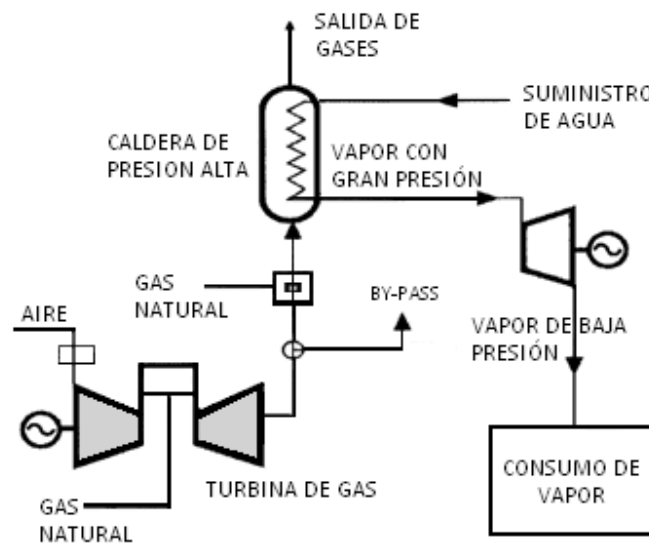 SALIDA DE
GASES
SUMINISTRO
DE AGUA
CALDERA DE
PRESION ALTA
VAPOR CON
GRAN PRESIÓN
GAS
NATURAL
BY-PASS
AIRE
VAPOR DE BAJA
PRESIÓN
TURBINA DE GAS
GAS
NATURAL
CONSUMO DE
VAPOR